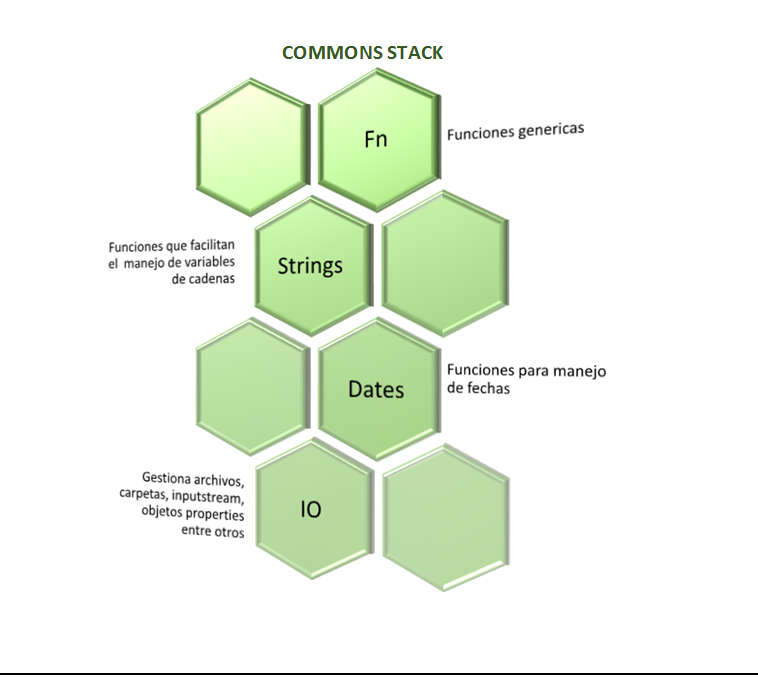 COMMONS STACK
Fn
Funciones genericas
Funciones que facilitan
el manejo de variables
de cadenas
Strings
Dates
Funciones para manejo
de fechas
Gestiona archivos,
carpetas, inputstream,
objetos properties
entre otros
IO